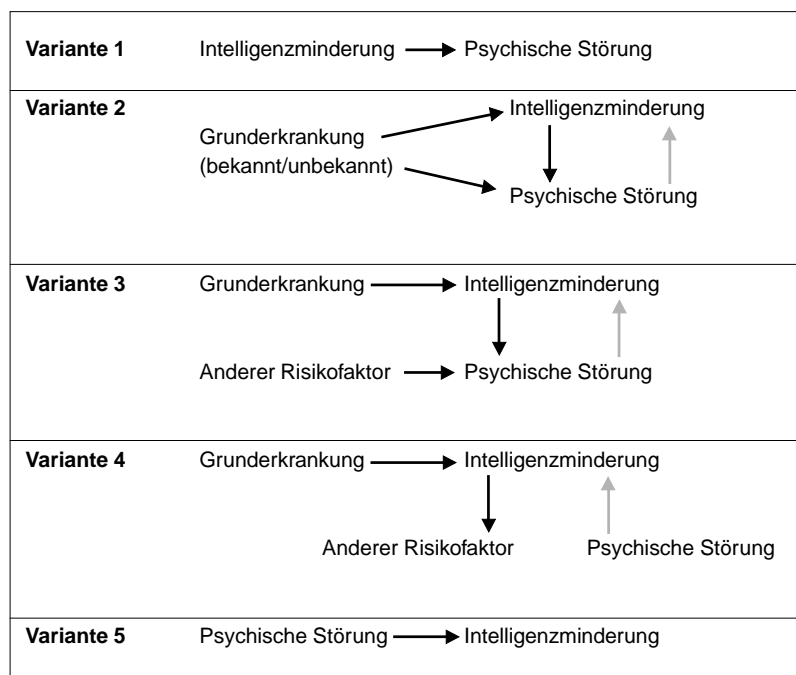 Variante 1 Intelligenzminderung Psychische Störung
Variante 2 Intelligenzminderung
Grunderkrankung
(bekannt/unbekannt)
Psychische Störung
Variante 3 Grunderkrankung Intelligenzminderung
Anderer Risikofaktor Psychische Störung
Variante 4 Grunderkrankung Intelligenzminderung
Anderer Risikofaktor Psychische Störung
Variante 5 Psychische Störung Intelligenzminderung